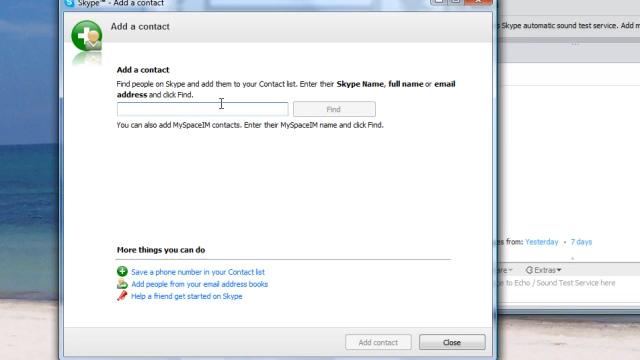 Skype™ - Add a contact
s Skype automatic sound test service. Add m
Add a contact
Add a contact
Find people on Skype and add them to your Contact list. Enter their Skype Name, full name or email
address and click Find.
Find
You can also add MySpaceIM contacts. Enter their MySpaceIM name and click Find.
es from: Yesterday • 7 days
More things you can do
are Extras
Save a phone number in your Contact list
ge to Echo / Sound Test Service here
Add people from your email address books
Help a friend get started on Skype
Add contact
Close